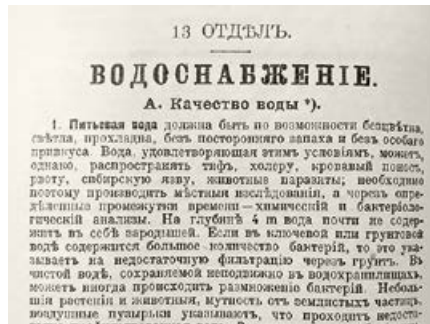 13 ОТДѢЛЪ.
ВОДОСНАБЖЕНІЕ.
А. Качество воды *).
1. Питьевая вода должна быть по возможности безцвѣтна,
свѣтла, прохладна, безъ посторонняго запаха и безъ особаго
привкуса. Вода, удовлетворяющая этимъ условіямъ, можетъ,
однако, распространять тифъ, холеру, кровавый поносъ,
рвоту, сибирскую язву, животные паразиты; необходимо
поэтому производить мѣстныя изслѣдованія, а черезъ опре-
дѣленные промежутки времени—химическій и бактеріоло-
гическій анализы. На глубинѣ 4 m вода почти не содер-
житъ въ себѣ зародышей. Если въ ключевой или грунтовой
водѣ содержится большое количество бактерій, то это ука-
зываетъ на недостаточную фильтрацію черезъ грунтъ. Въ
чистой водѣ, сохраняемой неподвижно въ водохранилищахъ,
можетъ иногда происходить размноженіе бактерій. Неболь-
шія растенія и животныя, мутность отъ землистыхъ частицъ,
воздушные пузырьки указываютъ, что проходитъ недоста-